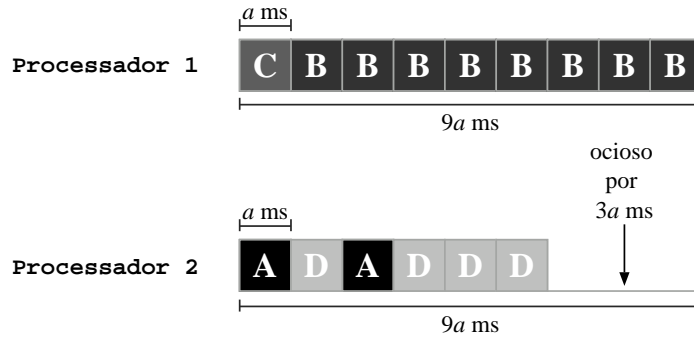 a ms
Processador 1
C B B B B B B B B
9a ms
ocioso
por
3a ms
a ms
Processador 2
A D A D D D
9a ms